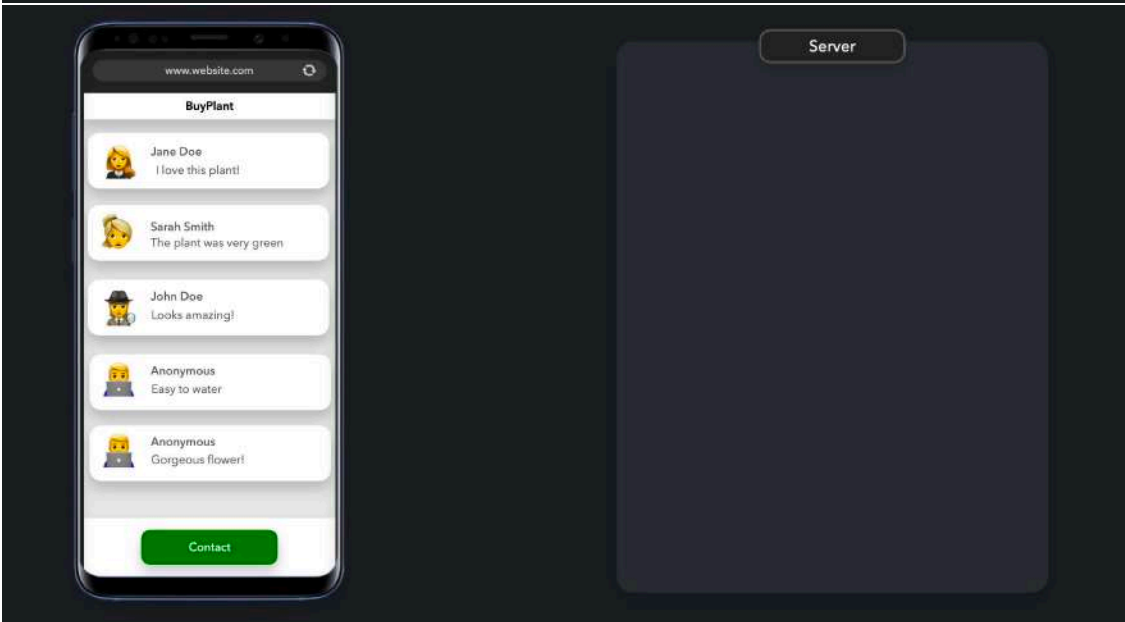 www.website.com
BuyPlant
Jane Doe
I love this plant!
Sarah Smith
The plant was very green
John Doe
Looks amazing!
Anonymous
Easy to water
Anonymous
Gorgeous flower!
Contact
Server